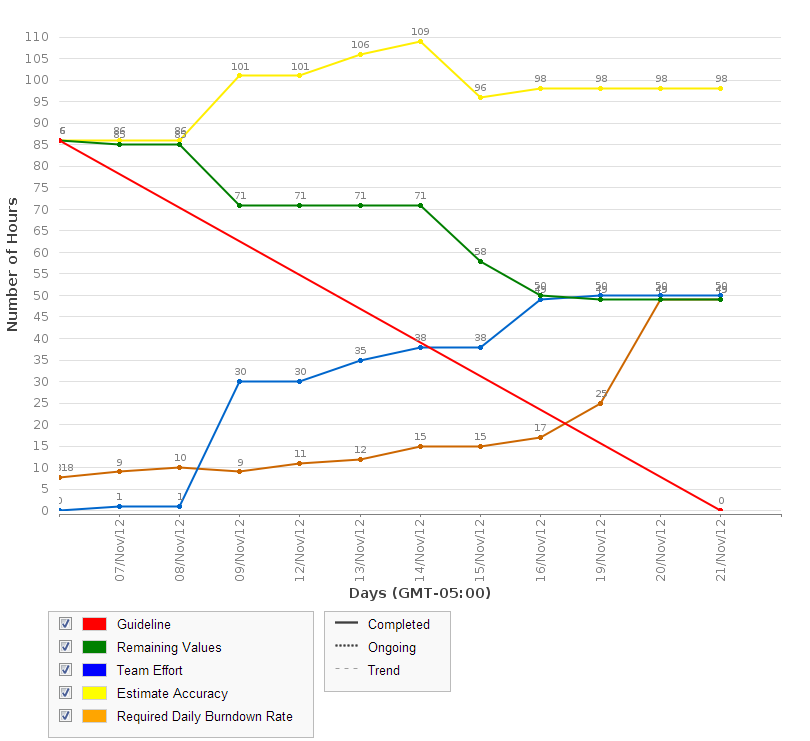 110
105
100
95
90
85
80
75
70
65
60
55
50
45
40
35
30
25
20
15
10
5
0
Number of Hours
86 86 101 101 106 109 96 98 98 98 98
85 85 71 71 71 71 58 50 49 49 49
0 1 1 30 30 35 38 38 49 50 50 50
9 10 9 11 12 15 15 17 25 49 49
0
07/Nov/12 08/Nov/12 09/Nov/12 12/Nov/12 13/Nov/12 14/Nov/12 15/Nov/12 16/Nov/12 19/Nov/12 20/Nov/12 21/Nov/12
Days (GMT-05:00)
Guideline
Remaining Values
Team Effort
Estimate Accuracy
Required Daily Burndown Rate
Completed
Ongoing
Trend